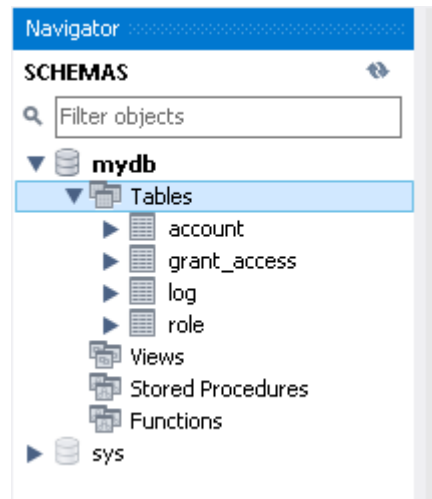 Navigator
SCHEMAS
Filter objects
mydb
Tables
account
grant_access
log
role
Views
Stored Procedures
Functions
sys